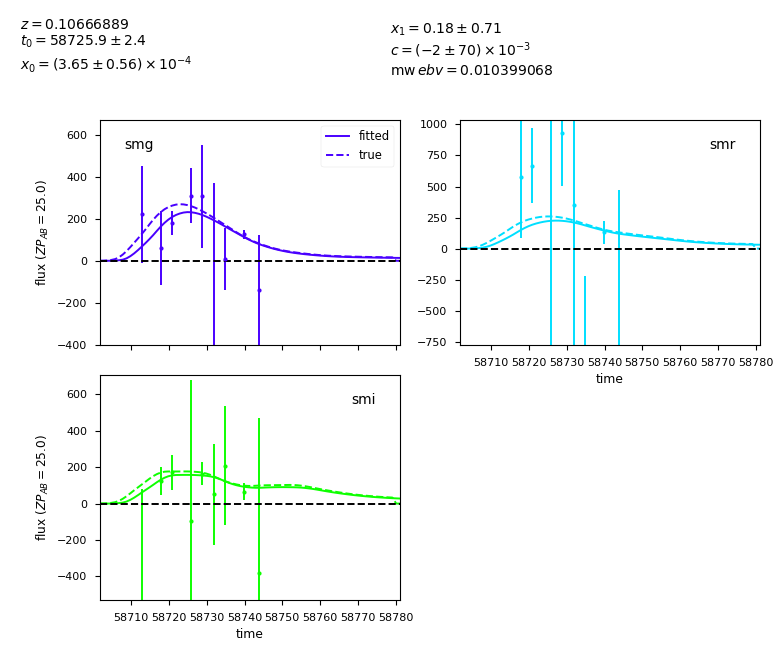 z = 0.10666889
t₀ = 58725.9 ± 2.4
x₀ = (3.65 ± 0.56) × 10⁻⁴
x₁ = 0.18 ± 0.71
c = (−2 ± 70) × 10⁻³
mw ebv = 0.010399068
smg
fitted
true
flux (ZP_AB = 25.0)
600
400
200
0
−200
−400
smr
1000
750
500
250
0
−250
−500
−750
58710 58720 58730 58740 58750 58760 58770 58780
time
smi
flux (ZP_AB = 25.0)
600
400
200
0
−200
−400
58710 58720 58730 58740 58750 58760 58770 58780
time